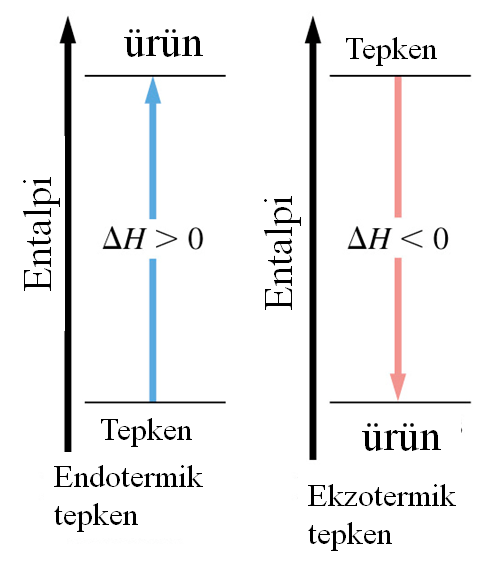 ürün
Entalpi
ΔH > 0
Tepken
Endotermik
tepken
Tepken
Entalpi
ΔH < 0
ürün
Ekzotermik
tepken